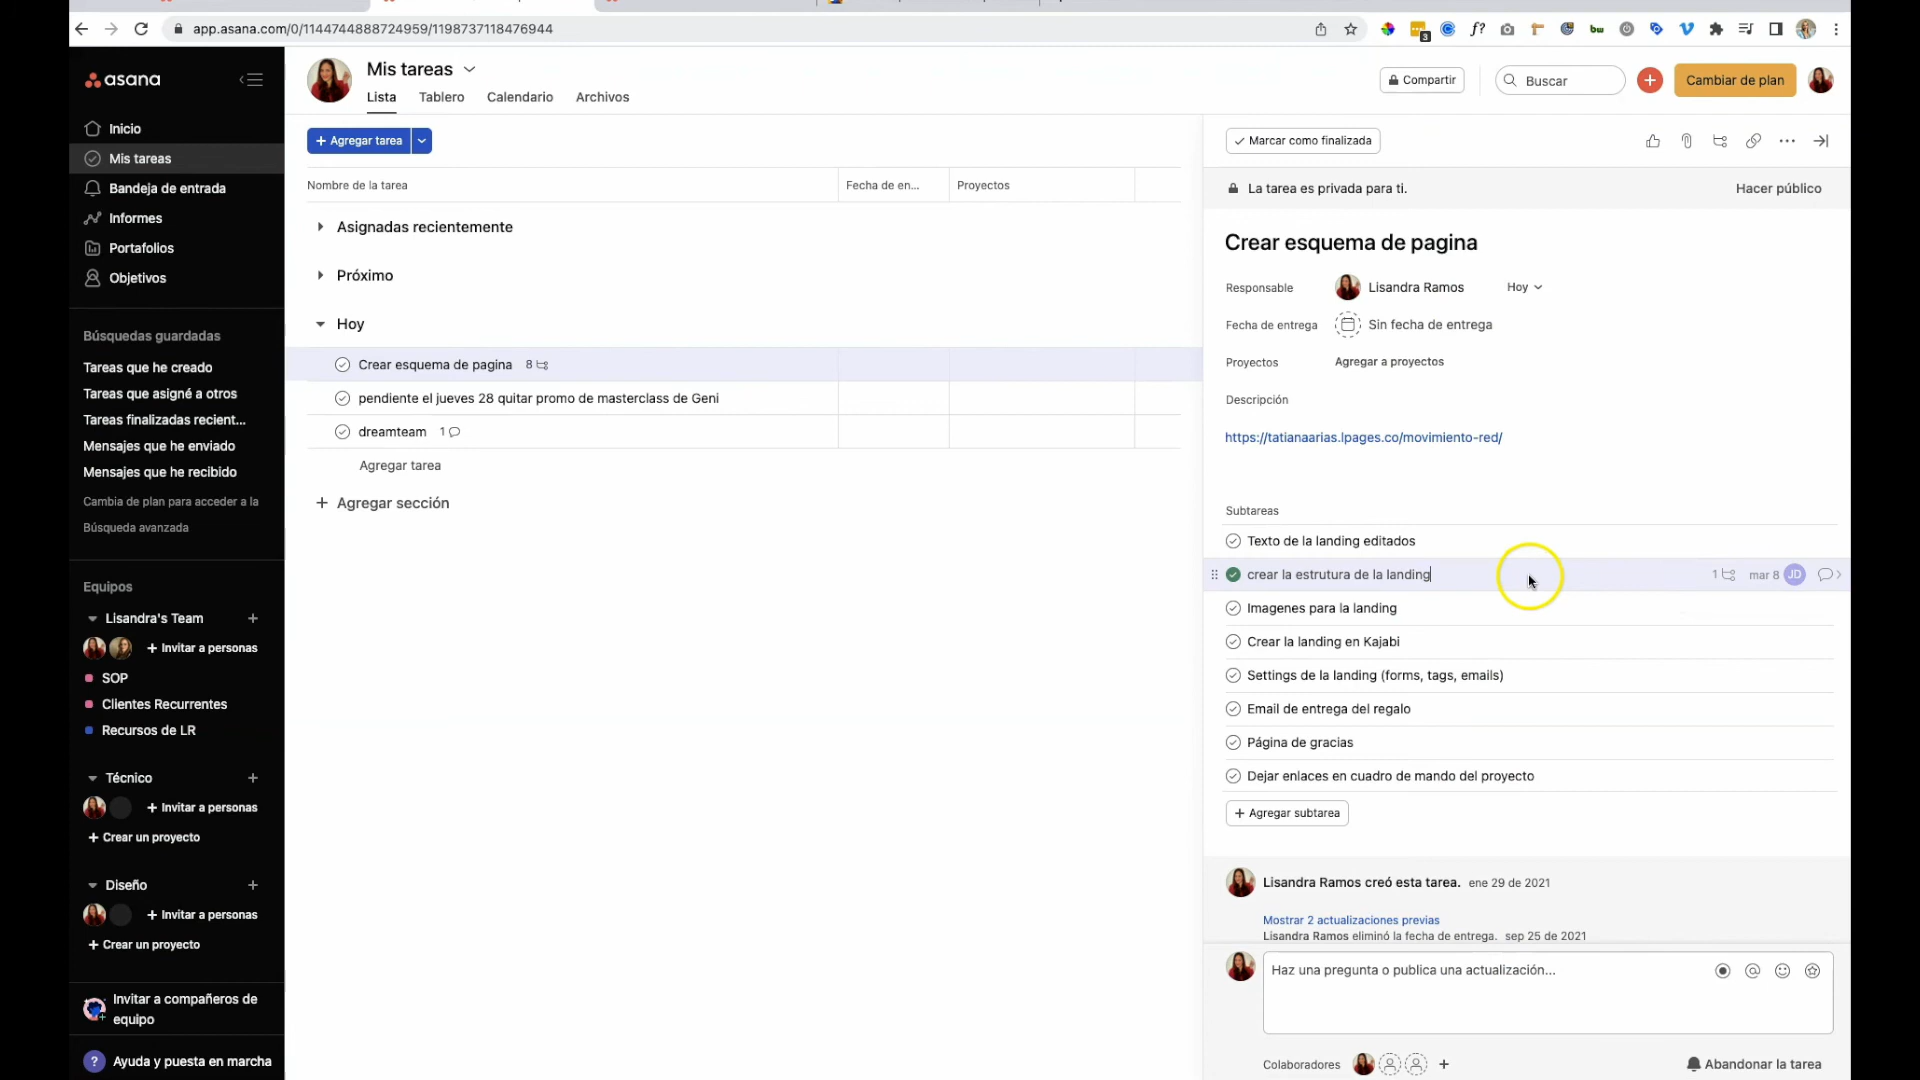 app.asana.com/0/1144744888724959/1198737118476944
3
f?
bw
asana
Inicio
Mis tareas
Bandeja de entrada
Informes
Portafolios
Objetivos
Búsquedas guardadas
Tareas que he creado
Tareas que asigné a otros
Tareas finalizadas recient...
Mensajes que he enviado
Mensajes que he recibido
Cambia de plan para acceder a la
Búsqueda avanzada
Equipos
Lisandra's Team
Invitar a personas
SOP
Clientes Recurrentes
Recursos de LR
Técnico
Invitar a personas
Crear un proyecto
Diseño
Invitar a personas
Crear un proyecto
Invitar a compañeros de
equipo
? Ayuda y puesta en marcha
Mis tareas
Lista Tablero Calendario Archivos
Compartir
Buscar
Cambiar de plan
Agregar tarea
Nombre de la tarea Fecha de en... Proyectos
Asignadas recientemente
Próximo
Hoy
Crear esquema de pagina 8
pendiente el jueves 28 quitar promo de masterclass de Geni
dreamteam 1
Agregar tarea
+ Agregar sección
Marcar como finalizada
La tarea es privada para ti. Hacer público
Crear esquema de pagina
Responsable Lisandra Ramos Hoy
Fecha de entrega Sin fecha de entrega
Proyectos Agregar a proyectos
Descripción
https://tatianaarias.lpages.co/movimiento-red/
Subtareas
Texto de la landing editados
crear la estrutura de la landing 1 mar 8 JD
Imagenes para la landing
Crear la landing en Kajabi
Settings de la landing (forms, tags, emails)
Email de entrega del regalo
Página de gracias
Dejar enlaces en cuadro de mando del proyecto
+ Agregar subtarea
Lisandra Ramos creó esta tarea. ene 29 de 2021
Mostrar 2 actualizaciones previas
Lisandra Ramos eliminó la fecha de entrega. sep 25 de 2021
Haz una pregunta o publica una actualización...
Colaboradores + Abandonar la tarea